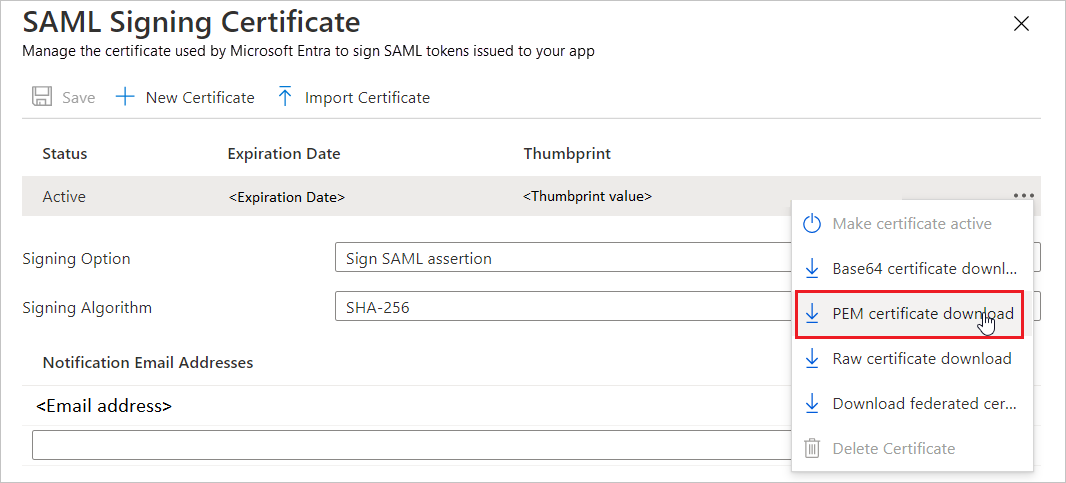 SAML Signing Certificate
Manage the certificate used by Microsoft Entra to sign SAML tokens issued to your app
Save New Certificate Import Certificate
Status Expiration Date Thumbprint
Active <Expiration Date> <Thumbprint value> ...
Make certificate active
Signing Option Sign SAML assertion
Base64 certificate downl...
Signing Algorithm SHA-256
PEM certificate download
Notification Email Addresses
Raw certificate download
<Email address>
Download federated cer...
Delete Certificate